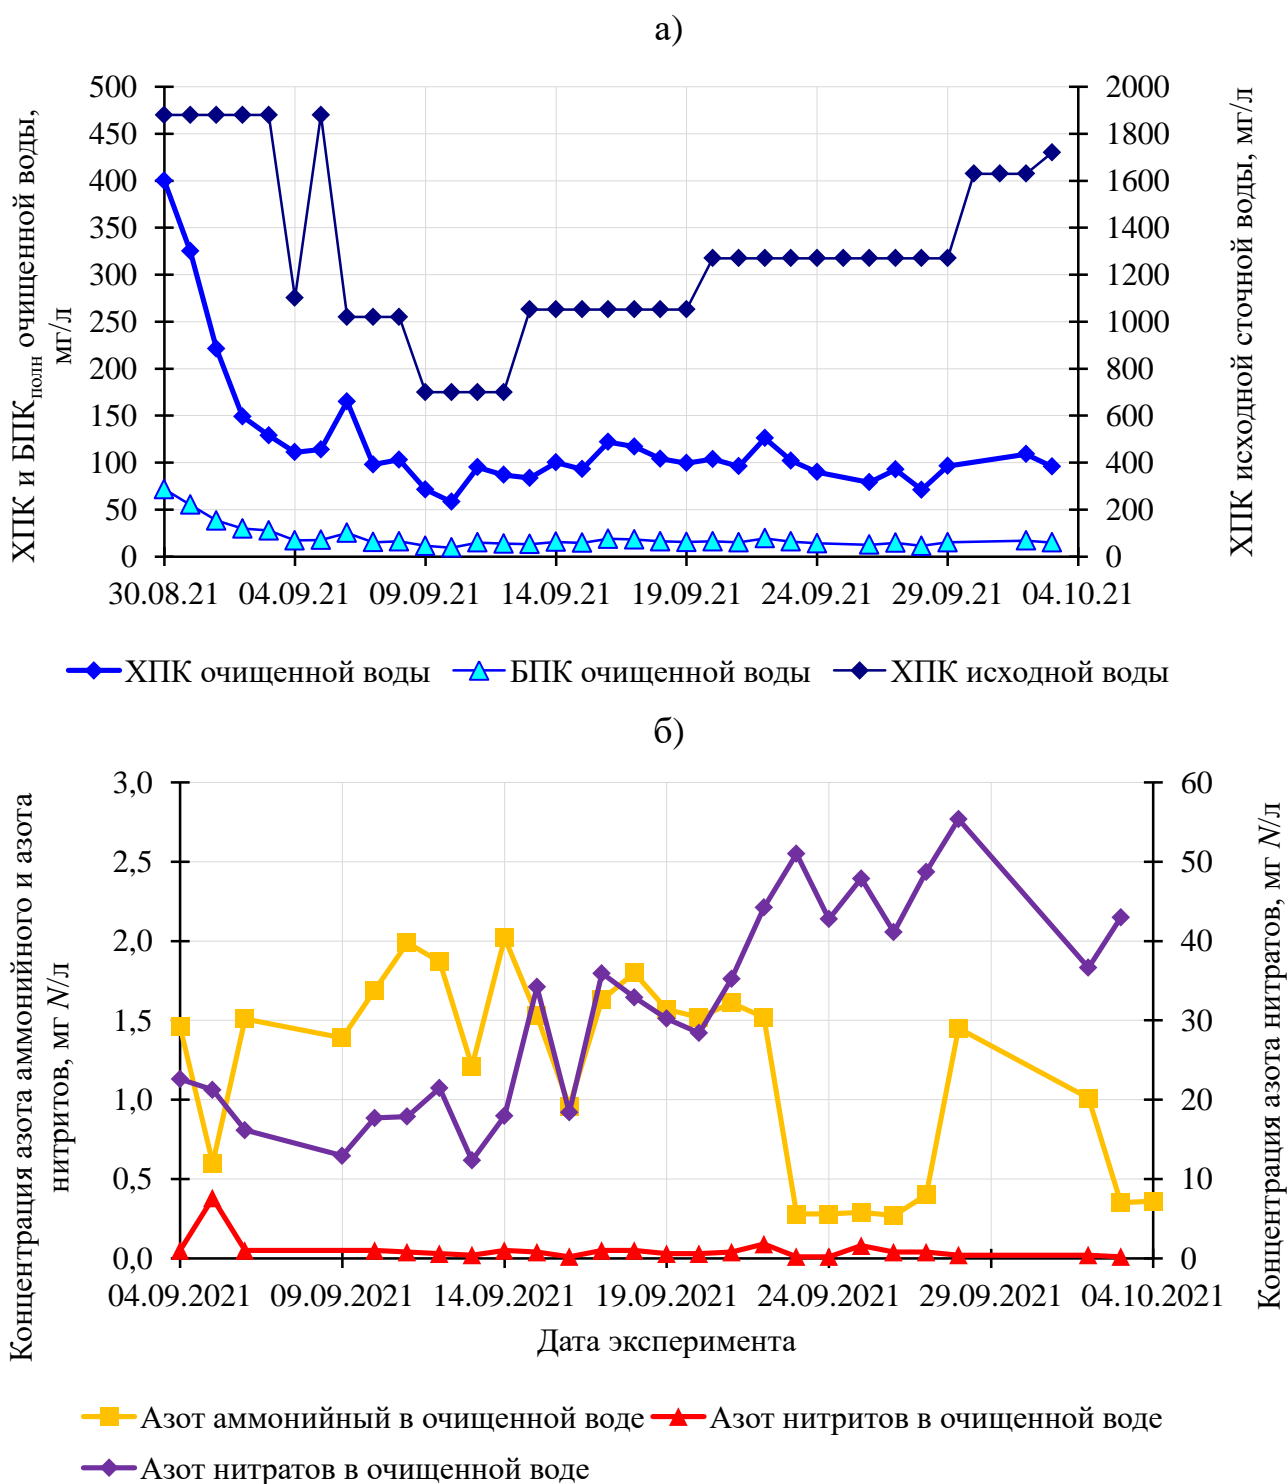 а)
ХПК и БПКполн очищенной воды,
мг/л
500
450
400
350
300
250
200
150
100
50
0
2000
1800
1600
1400
1200
1000
800
600
400
200
0
ХПК исходной сточной воды, мг/л
30.08.21 04.09.21 09.09.21 14.09.21 19.09.21 24.09.21 29.09.21 04.10.21
ХПК очищенной воды БПК очищенной воды ХПК исходной воды
б)
Концентрация азота аммонийного и азота
нитритов, мг N/л
3,0
2,5
2,0
1,5
1,0
0,5
0,0
60
50
40
30
20
10
0
Концентрация азота нитратов, мг N/л
04.09.2021 09.09.2021 14.09.2021 19.09.2021 24.09.2021 29.09.2021 04.10.2021
Дата эксперимента
Азот аммонийный в очищенной воде Азот нитритов в очищенной воде
Азот нитратов в очищенной воде